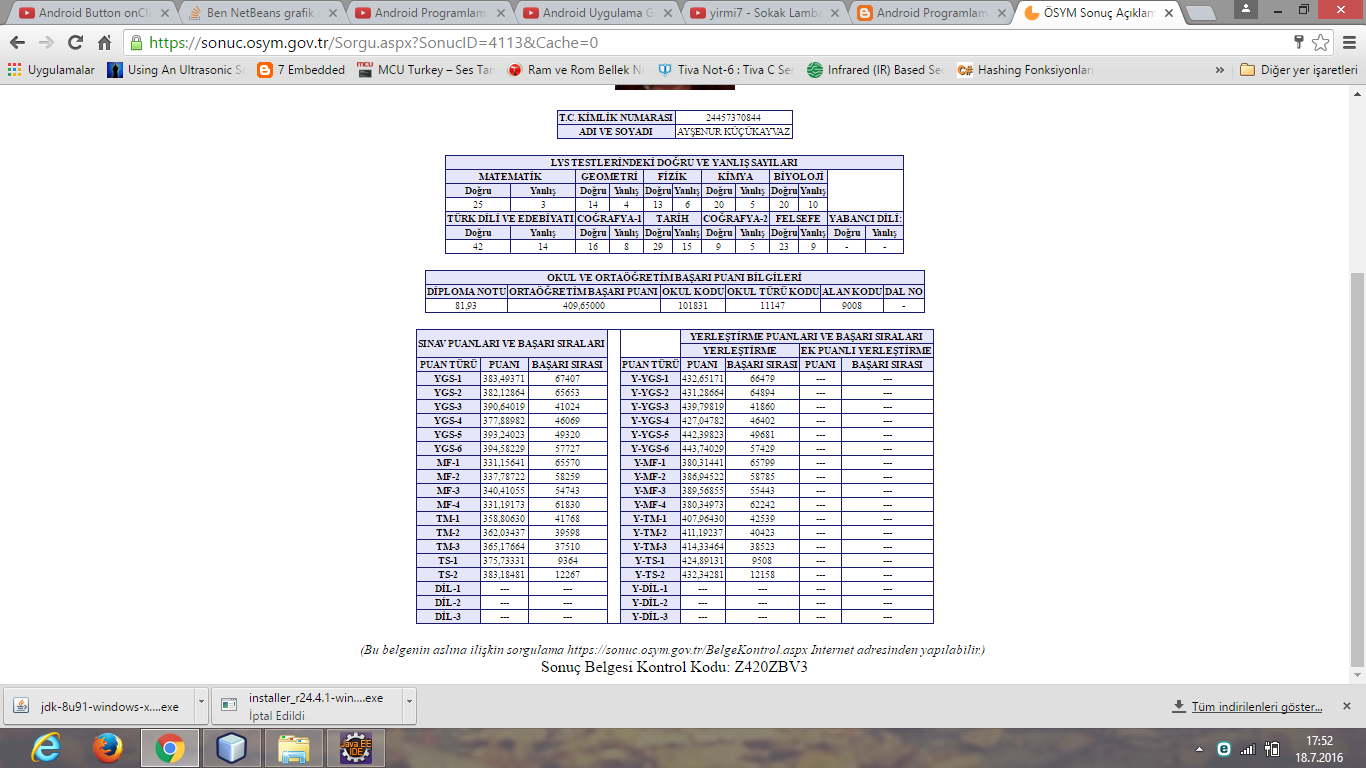 Android Button onCli
Ben NetBeans grafik
Android Programlam
Android Uygulama G
yirmi7 - Sokak Lamba
Android Programlam
ÖSYM Sonuç Açıklam
https://sonuc.osym.gov.tr/Sorgu.aspx?SonucID=4113&Cache=0
Uygulamalar Using An Ultrasonic S 7 Embedded MCU Turkey – Ses Tan Ram ve Rom Bellek N Tiva Not-6 : Tiva C Ser Infrared (IR) Based Se Hashing Fonksiyonları » Diğer yer işaretleri
T.C. KİMLİK NUMARASI 24457370844
ADI VE SOYADI AYŞENUR KÜÇÜKAYVAZ
LYS TESTLERİNDEKİ DOĞRU VE YANLIŞ SAYILARI
MATEMATİK GEOMETRİ FİZİK KİMYA BİYOLOJİ
Doğru Yanlış Doğru Yanlış Doğru Yanlış Doğru Yanlış Doğru Yanlış
25 3 14 4 13 6 20 5 20 10
TÜRK DİLİ VE EDEBİYATI COĞRAFYA-1 TARİH COĞRAFYA-2 FELSEFE YABANCI DİL:
Doğru Yanlış Doğru Yanlış Doğru Yanlış Doğru Yanlış Doğru Yanlış Doğru Yanlış
42 14 16 8 29 15 9 5 23 9 - -
OKUL VE ORTAÖĞRETİM BAŞARI PUANI BİLGİLERİ
DİPLOMA NOTU ORTAÖĞRETİM BAŞARI PUANI OKUL KODU OKUL TÜRÜ KODU ALAN KODU DAL NO
81,93 409,65000 101831 11147 9008 -
SINAV PUANLARI VE BAŞARI SIRALARI
PUAN TÜRÜ PUANI BAŞARI SIRASI
YGS-1 383,49371 67407
YGS-2 382,12864 65653
YGS-3 390,64019 41024
YGS-4 377,88982 46069
YGS-5 393,24023 49320
YGS-6 394,58229 57727
MF-1 331,15641 65570
MF-2 337,78722 58259
MF-3 340,41055 54743
MF-4 331,19173 61830
TM-1 358,80630 41768
TM-2 362,03437 39598
TM-3 365,17664 37510
TS-1 375,73331 9364
TS-2 383,18481 12267
DİL-1 --- ---
DİL-2 --- ---
DİL-3 --- ---
YERLEŞTİRME PUANLARI VE BAŞARI SIRALARI
YERLEŞTİRME EK PUANLI YERLEŞTİRME
PUAN TÜRÜ PUANI BAŞARI SIRASI PUANI BAŞARI SIRASI
Y-YGS-1 432,65171 66479 --- ---
Y-YGS-2 431,28664 64894 --- ---
Y-YGS-3 439,79819 41860 --- ---
Y-YGS-4 427,04782 46402 --- ---
Y-YGS-5 442,39823 49681 --- ---
Y-YGS-6 443,74029 57429 --- ---
Y-MF-1 380,31441 65799 --- ---
Y-MF-2 386,94522 58785 --- ---
Y-MF-3 389,56855 55443 --- ---
Y-MF-4 380,34973 62242 --- ---
Y-TM-1 407,96430 42539 --- ---
Y-TM-2 411,19237 40423 --- ---
Y-TM-3 414,33464 38523 --- ---
Y-TS-1 424,89131 9508 --- ---
Y-TS-2 432,34281 12158 --- ---
Y-DİL-1 --- --- --- ---
Y-DİL-2 --- --- --- ---
Y-DİL-3 --- --- --- ---
(Bu belgenin aslına ilişkin sorgulama https://sonuc.osym.gov.tr/BelgeKontrol.aspx Internet adresinden yapılabilir.)
Sonuç Belgesi Kontrol Kodu: Z420ZBV3
jdk-8u91-windows-x....exe
installer_r24.4.1-win....exe
İptal Edildi
Tüm indirilenleri göster...
Java EE
IDE
17:52
18.7.2016